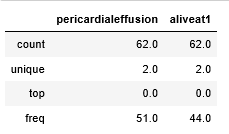 pericardialeffusion aliveat1
count 62.0 62.0
unique 2.0 2.0
top 0.0 0.0
freq 51.0 44.0